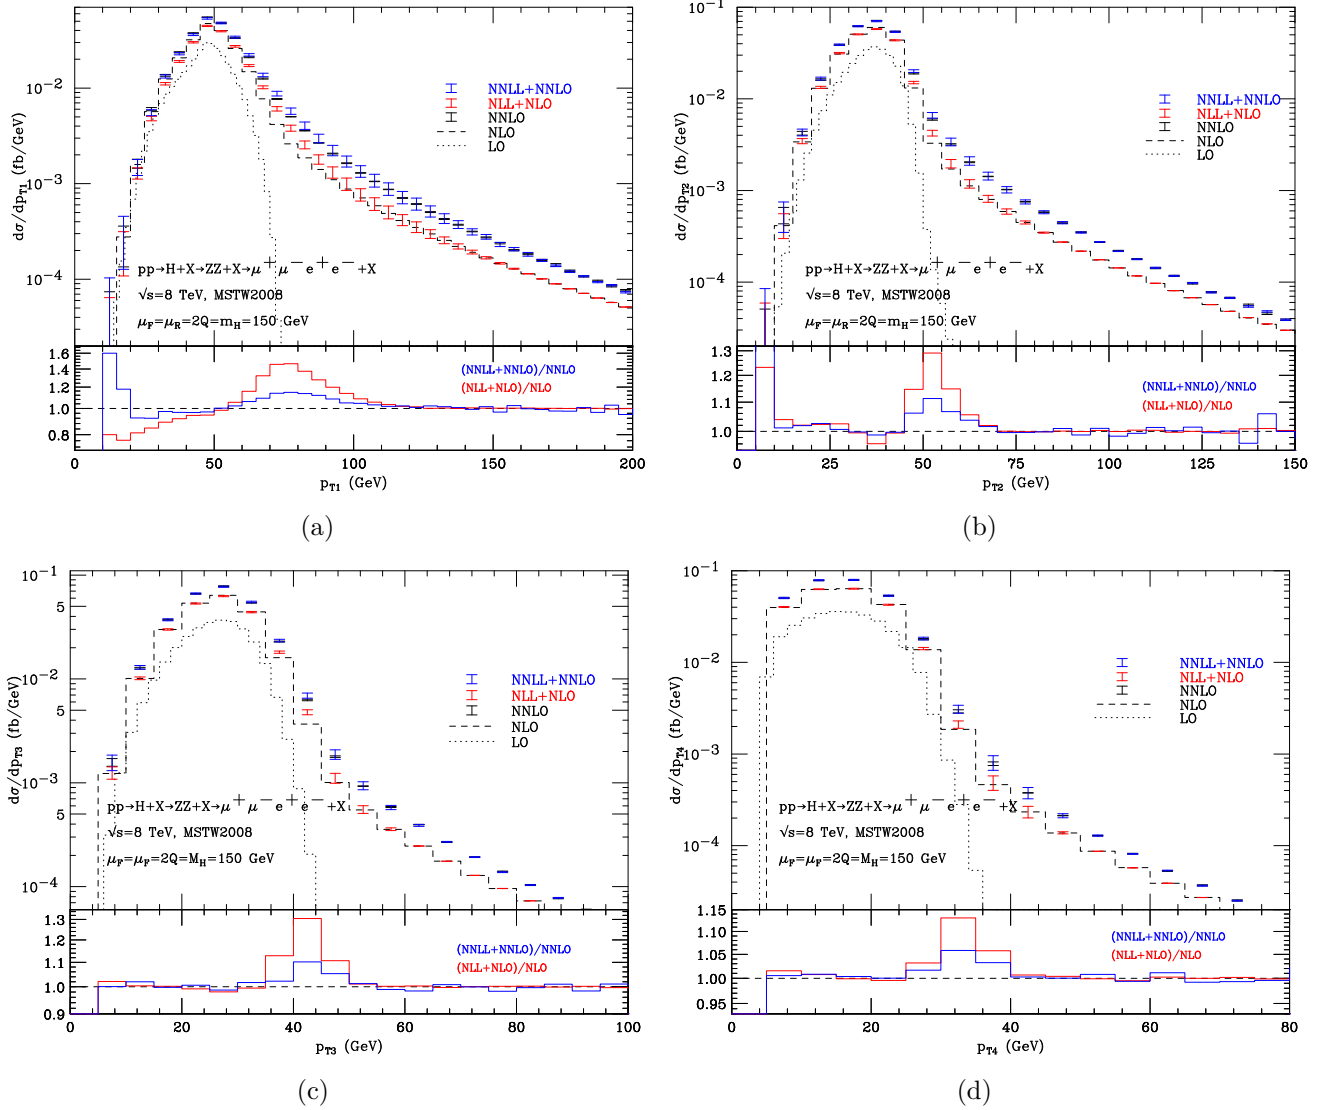 10⁻²
10⁻³
10⁻⁴
dσ/dp_T1 (fb/GeV)
NNLL+NNLO
NLL+NLO
NNLO
NLO
LO
pp→H+X→ZZ+X→μ⁺μ⁻e⁺e⁻+X
√s=8 TeV, MSTW2008
μ_F=μ_R=2Q=m_H=150 GeV
1.6
1.4
1.2
1.0
0.8
(NNLL+NNLO)/NNLO
(NLL+NLO)/NLO
0 50 100 150 200
p_T1 (GeV)
(a)
10⁻¹
10⁻²
10⁻³
10⁻⁴
dσ/dp_T2 (fb/GeV)
NNLL+NNLO
NLL+NLO
NNLO
NLO
LO
pp→H+X→ZZ+X→μ⁺μ⁻e⁺e⁻+X
√s=8 TeV, MSTW2008
μ_F=μ_R=2Q=m_H=150 GeV
1.3
1.2
1.1
1.0
(NNLL+NNLO)/NNLO
(NLL+NLO)/NLO
0 25 50 75 100 125 150
p_T2 (GeV)
(b)
10⁻¹
5
10⁻²
5
10⁻³
5
10⁻⁴
dσ/dp_T3 (fb/GeV)
NNLL+NNLO
NLL+NLO
NNLO
NLO
LO
pp→H+X→ZZ+X→μ⁺μ⁻e⁺e⁻+X
√s=8 TeV, MSTW2008
μ_F=μ_F=2Q=M_H=150 GeV
1.3
1.2
1.1
1.0
0.9
(NNLL+NNLO)/NNLO
(NLL+NLO)/NLO
0 20 40 60 80 100
p_T3 (GeV)
(c)
10⁻¹
10⁻²
10⁻³
10⁻⁴
dσ/dp_T4 (fb/GeV)
NNLL+NNLO
NLL+NLO
NNLO
NLO
LO
pp→H+X→ZZ+X→μ⁺μ⁻e⁺e⁻+X
√s=8 TeV, MSTW2008
μ_F=μ_F=2Q=M_H=150 GeV
1.15
1.10
1.05
1.00
0.95
(NNLL+NNLO)/NNLO
(NLL+NLO)/NLO
0 20 40 60 80
p_T4 (GeV)
(d)